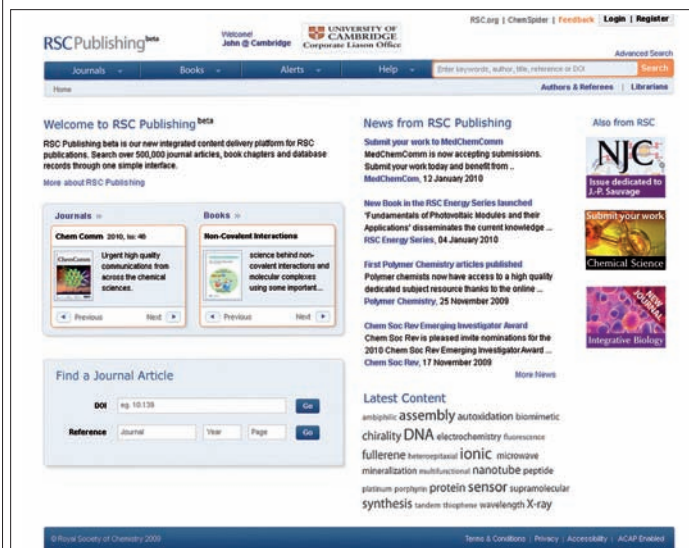 RSC.org | ChemSpider | Feedback Login | Register
RSCPublishing beta
Welcome!
John @ Cambridge
UNIVERSITY OF
CAMBRIDGE
Corporate Liason Office
Advanced Search
Journals Books Alerts Help Enter keywords, author, title, reference or DOI Search
Home Authors & Referees | Librarians
Welcome to RSC Publishing beta
RSC Publishing beta is our new integrated content delivery platform for RSC
publications. Search over 500,000 journal articles, book chapters and database
records through one simple interface.
More about RSC Publishing
Journals »
Chem Comm 2010, Iss: 46
ChemComm
Urgent high quality
communications from
across the chemical
sciences.
Previous Next
Books »
Non-Covalent Interactions
science behind non-
covalent interactions and
molecular complexes
using some important...
Previous Next
Find a Journal Article
DOI eg. 10.139 Go
Reference Journal Year Page Go
News from RSC Publishing
Submit your work to MedChemComm
MedChemComm is now accepting submissions.
Submit your work today and benefit from ..
MedChemCom, 12 January 2010
New Book in the RSC Energy Series launched
'Fundamentals of Photovoltaic Modules and their
Applications' disseminates the current knowledge ...
RSC Energy Series, 04 January 2010
First Polymer Chemistry articles published
Polymer chemists now have access to a high quality
dedicated subject resource thanks to the online ...
Polymer Chemistry, 25 November 2009
Chem Soc Rev Emerging Investigator Award
Chem Soc Rev is pleased invite nominations for the
2010 Chem Soc Rev Emerging Investigator Award ...
Chem Soc Rev, 17 November 2009
More News
Latest Content
ambiphilic assembly autoxidation biomimetic
chirality DNA electrochemistry fluorescence
fullerene heteroepitaxial ionic microwave
mineralization multifunctional nanotube peptide
platinum porphyrin protein sensor supramolecular
synthesis tandem thiophene wavelength X-ray
Also from RSC
NJC
Issue dedicated to
J.-P. Sauvage
Submit your work
Chemical Science
NEW
JOURNAL
Integrative Biology
© Royal Society of Chemistry 2009 Terms & Conditions | Privacy | Accessibility | ACAP Enabled